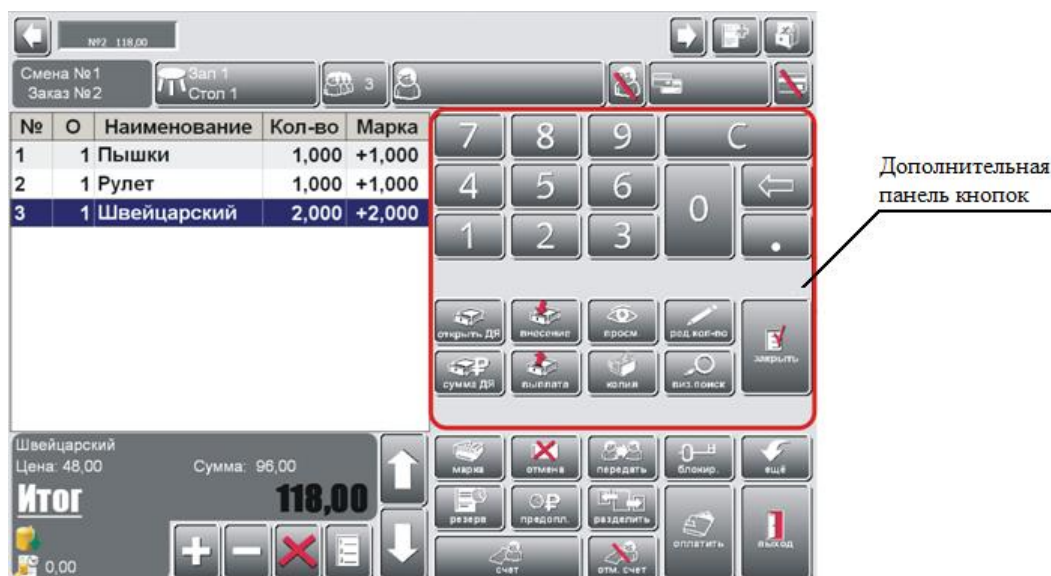 №2 118,00
Смена №1
Заказ №2
Зал 1
Стол 1
3
№ О Наименование Кол-во Марка
1 1 Пышки 1,000 +1,000
2 1 Рулет 1,000 +1,000
3 1 Швейцарский 2,000 +2,000
7 8 9 C
4 5 6 0
1 2 3 .
Дополнительная
панель кнопок
открыть ДЯ внесение просм. ред.кол-во закрыть
сумма ДЯ выплата копия виз.поиск
Швейцарский
Цена: 48,00 Сумма: 96,00
Итог 118,00
0,00
марка отмена передать блокир. ещё
резерв предопл. разделить оплатить выход
счет отм. счет